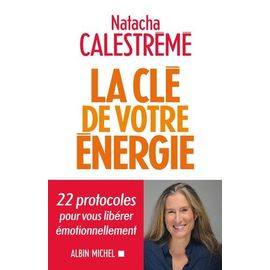 Natacha
CALESTRÉMÉ
LA CLÉ
DE VOTRE
ÉNERGIE
22 protocoles
pour vous libérer
émotionnellement
ALBIN MICHEL